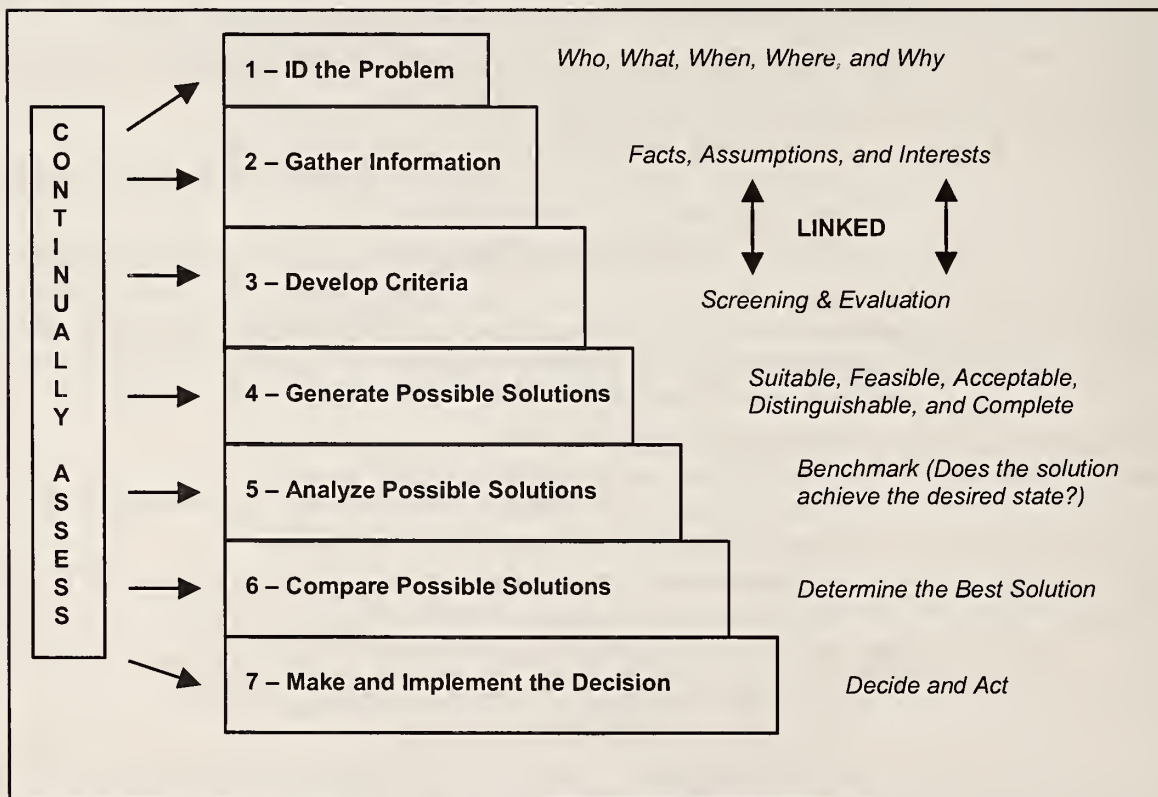 CONTINUALLY ASSESS
1 – ID the Problem
Who, What, When, Where, and Why
2 – Gather Information
Facts, Assumptions, and Interests
LINKED
3 – Develop Criteria
Screening & Evaluation
4 – Generate Possible Solutions
Suitable, Feasible, Acceptable,
Distinguishable, and Complete
5 – Analyze Possible Solutions
Benchmark (Does the solution
achieve the desired state?)
6 – Compare Possible Solutions
Determine the Best Solution
7 – Make and Implement the Decision
Decide and Act